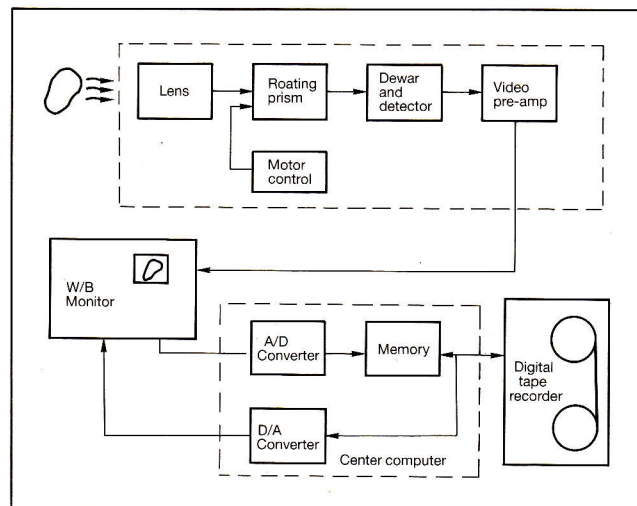 Lens
Roating
prism
Dewar
and
detector
Video
pre-amp
Motor
control
W/B
Monitor
A/D
Converter
Memory
Digital
tape
recorder
D/A
Converter
Center computer